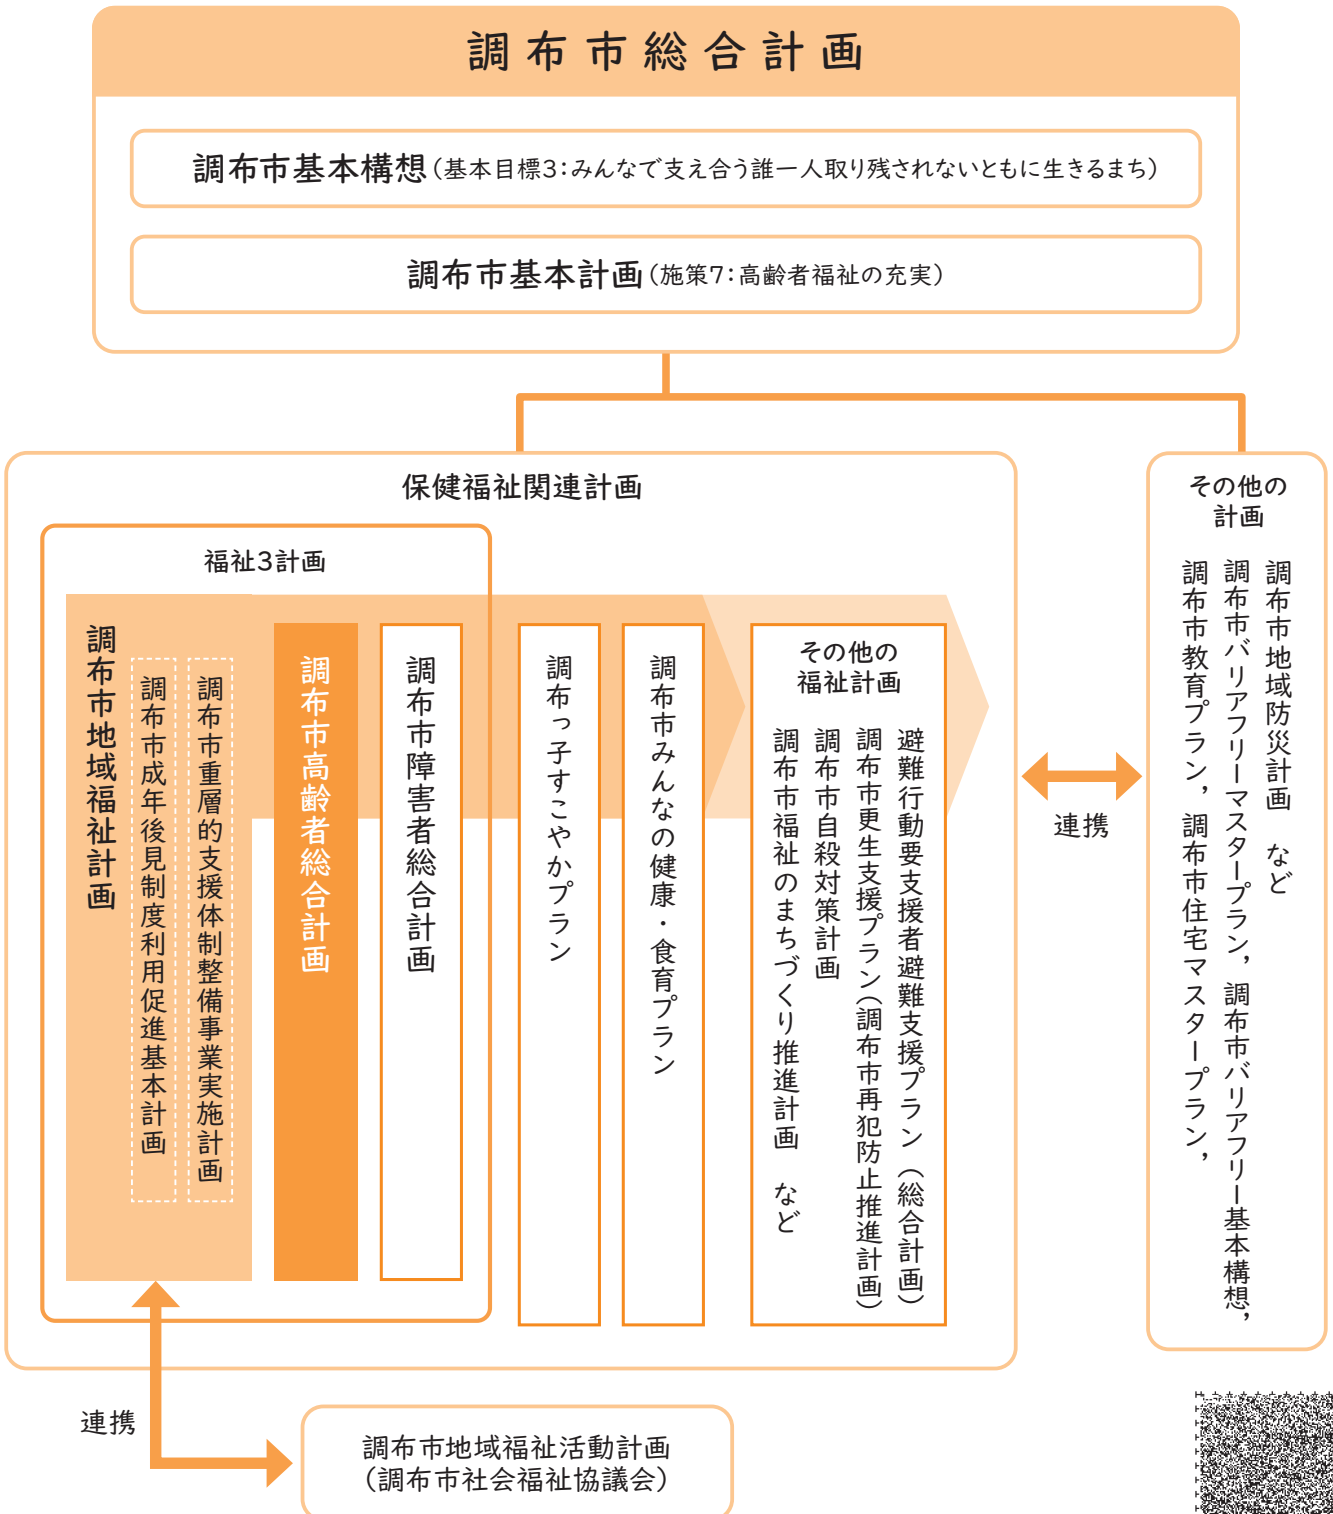 調布市総合計画
調布市基本構想（基本目標3：みんなで支え合う誰一人取り残されないともに生きるまち）
調布市基本計画（施策7：高齢者福祉の充実）
保健福祉関連計画
福祉3計画
調布市地域福祉計画
調布市成年後見制度利用促進基本計画
調布市重層的支援体制整備事業実施計画
調布市高齢者総合計画
調布市障害者総合計画
調布っ子すこやかプラン
調布市みんなの健康・食育プラン
その他の
福祉計画
避難行動要支援者避難支援プラン（総合計画）
調布市更生支援プラン（調布市再犯防止推進計画）
調布市自殺対策計画
調布市福祉のまちづくり推進計画　など
連携
その他の
計画
調布市教育プラン，調布市住宅マスタープラン，
調布市バリアフリーマスタープラン，調布市バリアフリー基本構想，
調布市地域防災計画　など
連携
調布市地域福祉活動計画
（調布市社会福祉協議会）